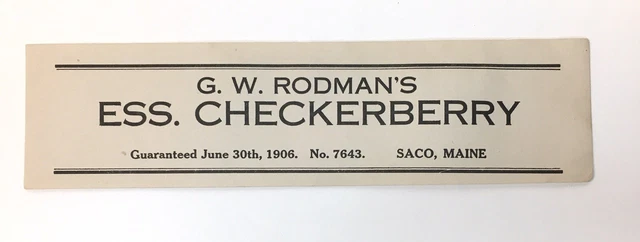 G. W. RODMAN'S
ESS. CHECKERBERRY
Guaranteed June 30th, 1906. No. 7643. SACO, MAINE